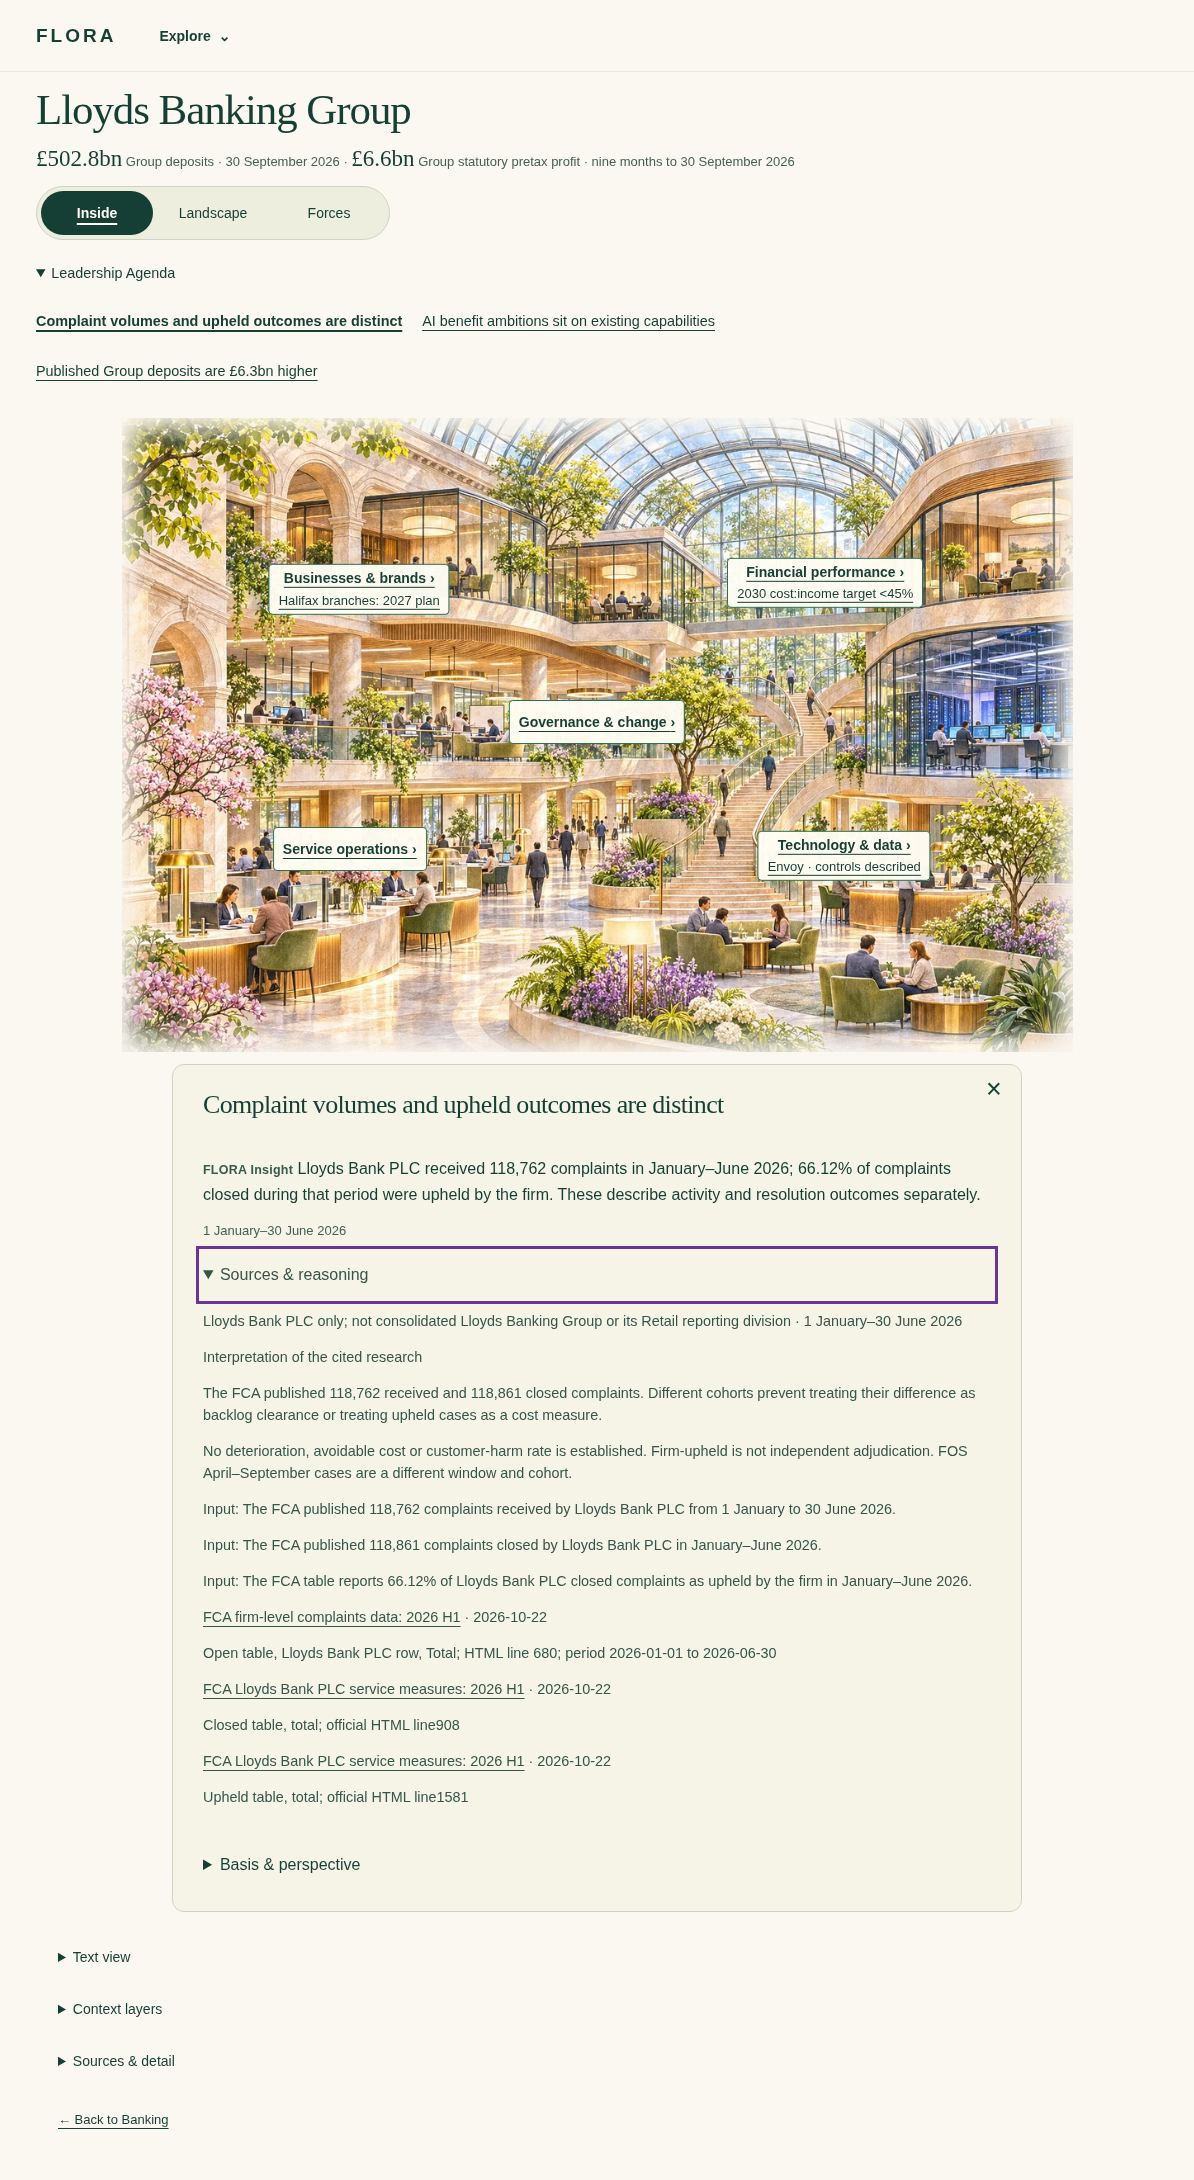 FLORA
Explore ⌄
Lloyds Banking Group
£502.8bn Group deposits · 30 September 2026 · £6.6bn Group statutory pretax profit · nine months to 30 September 2026
Inside
Landscape
Forces
▼ Leadership Agenda
Complaint volumes and upheld outcomes are distinct
AI benefit ambitions sit on existing capabilities
Published Group deposits are £6.3bn higher
Businesses & brands ›
Halifax branches: 2027 plan
Financial performance ›
2030 cost:income target <45%
Governance & change ›
Service operations ›
Technology & data ›
Envoy · controls described
×
Complaint volumes and upheld outcomes are distinct
FLORA Insight Lloyds Bank PLC received 118,762 complaints in January–June 2026; 66.12% of complaints
closed during that period were upheld by the firm. These describe activity and resolution outcomes separately.
1 January–30 June 2026
▼ Sources & reasoning
Lloyds Bank PLC only; not consolidated Lloyds Banking Group or its Retail reporting division · 1 January–30 June 2026
Interpretation of the cited research
The FCA published 118,762 received and 118,861 closed complaints. Different cohorts prevent treating their difference as
backlog clearance or treating upheld cases as a cost measure.
No deterioration, avoidable cost or customer-harm rate is established. Firm-upheld is not independent adjudication. FOS
April–September cases are a different window and cohort.
Input: The FCA published 118,762 complaints received by Lloyds Bank PLC from 1 January to 30 June 2026.
Input: The FCA published 118,861 complaints closed by Lloyds Bank PLC in January–June 2026.
Input: The FCA table reports 66.12% of Lloyds Bank PLC closed complaints as upheld by the firm in January–June 2026.
FCA firm-level complaints data: 2026 H1 · 2026-10-22
Open table, Lloyds Bank PLC row, Total; HTML line 680; period 2026-01-01 to 2026-06-30
FCA Lloyds Bank PLC service measures: 2026 H1 · 2026-10-22
Closed table, total; official HTML line908
FCA Lloyds Bank PLC service measures: 2026 H1 · 2026-10-22
Upheld table, total; official HTML line1581
▶ Basis & perspective
▶ Text view
▶ Context layers
▶ Sources & detail
← Back to Banking